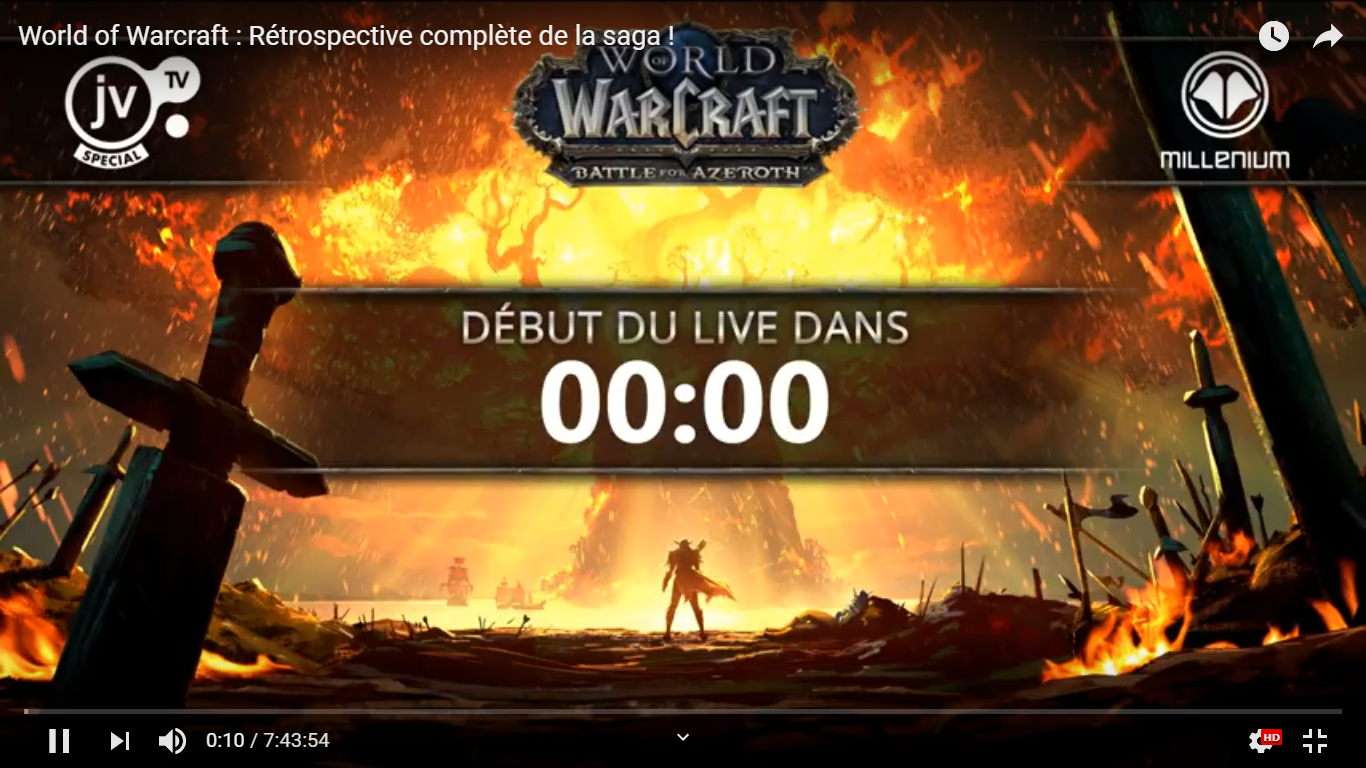 World of Warcraft : Rétrospective complète de la saga !
jv TV
SPECIAL
WORLD
OF
WARCRAFT
BATTLE FOR AZEROTH
MILLENIUM
DÉBUT DU LIVE DANS
00:00
0:10 / 7:43:54
HD